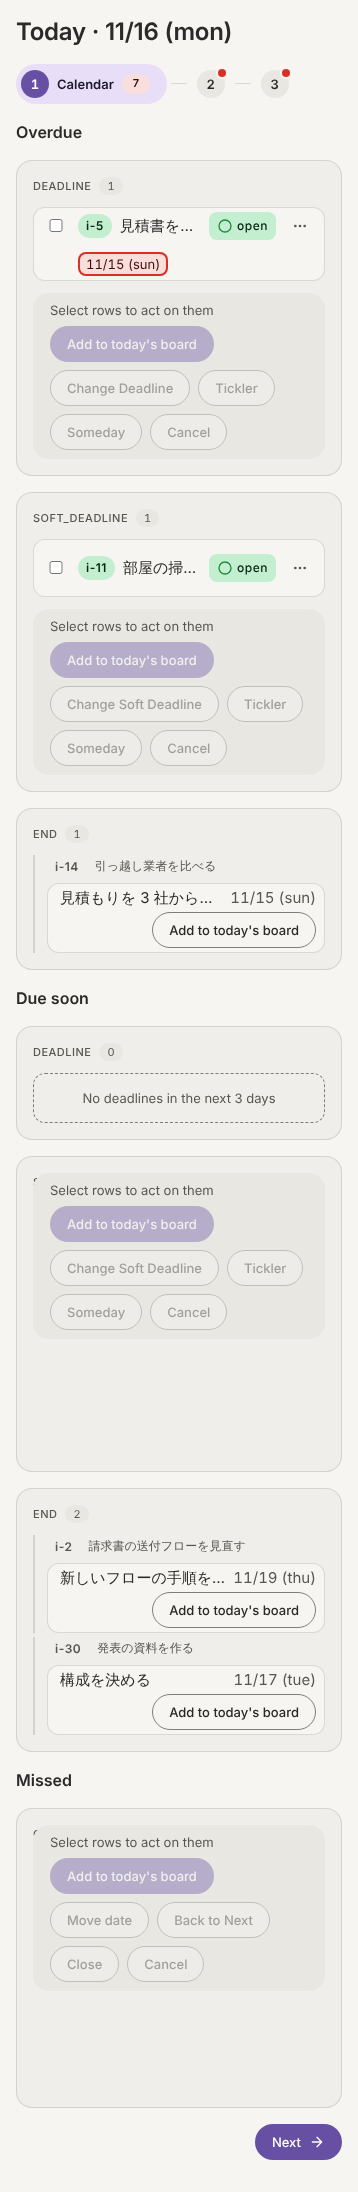 Today · 11/16 (mon)
1 Calendar 7 2 3
Overdue
DEADLINE 1
i-5 見積書を... open ...
11/15 (sun)
Select rows to act on them
Add to today's board
Change Deadline Tickler
Someday Cancel
SOFT_DEADLINE 1
i-11 部屋の掃... open ...
Select rows to act on them
Add to today's board
Change Soft Deadline Tickler
Someday Cancel
END 1
i-14 引っ越し業者を比べる
見積もりを 3 社から... 11/15 (sun)
Add to today's board
Due soon
DEADLINE 0
No deadlines in the next 3 days
Select rows to act on them
Add to today's board
Change Soft Deadline Tickler
Someday Cancel
END 2
i-2 請求書の送付フローを見直す
新しいフローの手順を... 11/19 (thu)
Add to today's board
i-30 発表の資料を作る
構成を決める 11/17 (tue)
Add to today's board
Missed
Select rows to act on them
Add to today's board
Move date Back to Next
Close Cancel
Next →